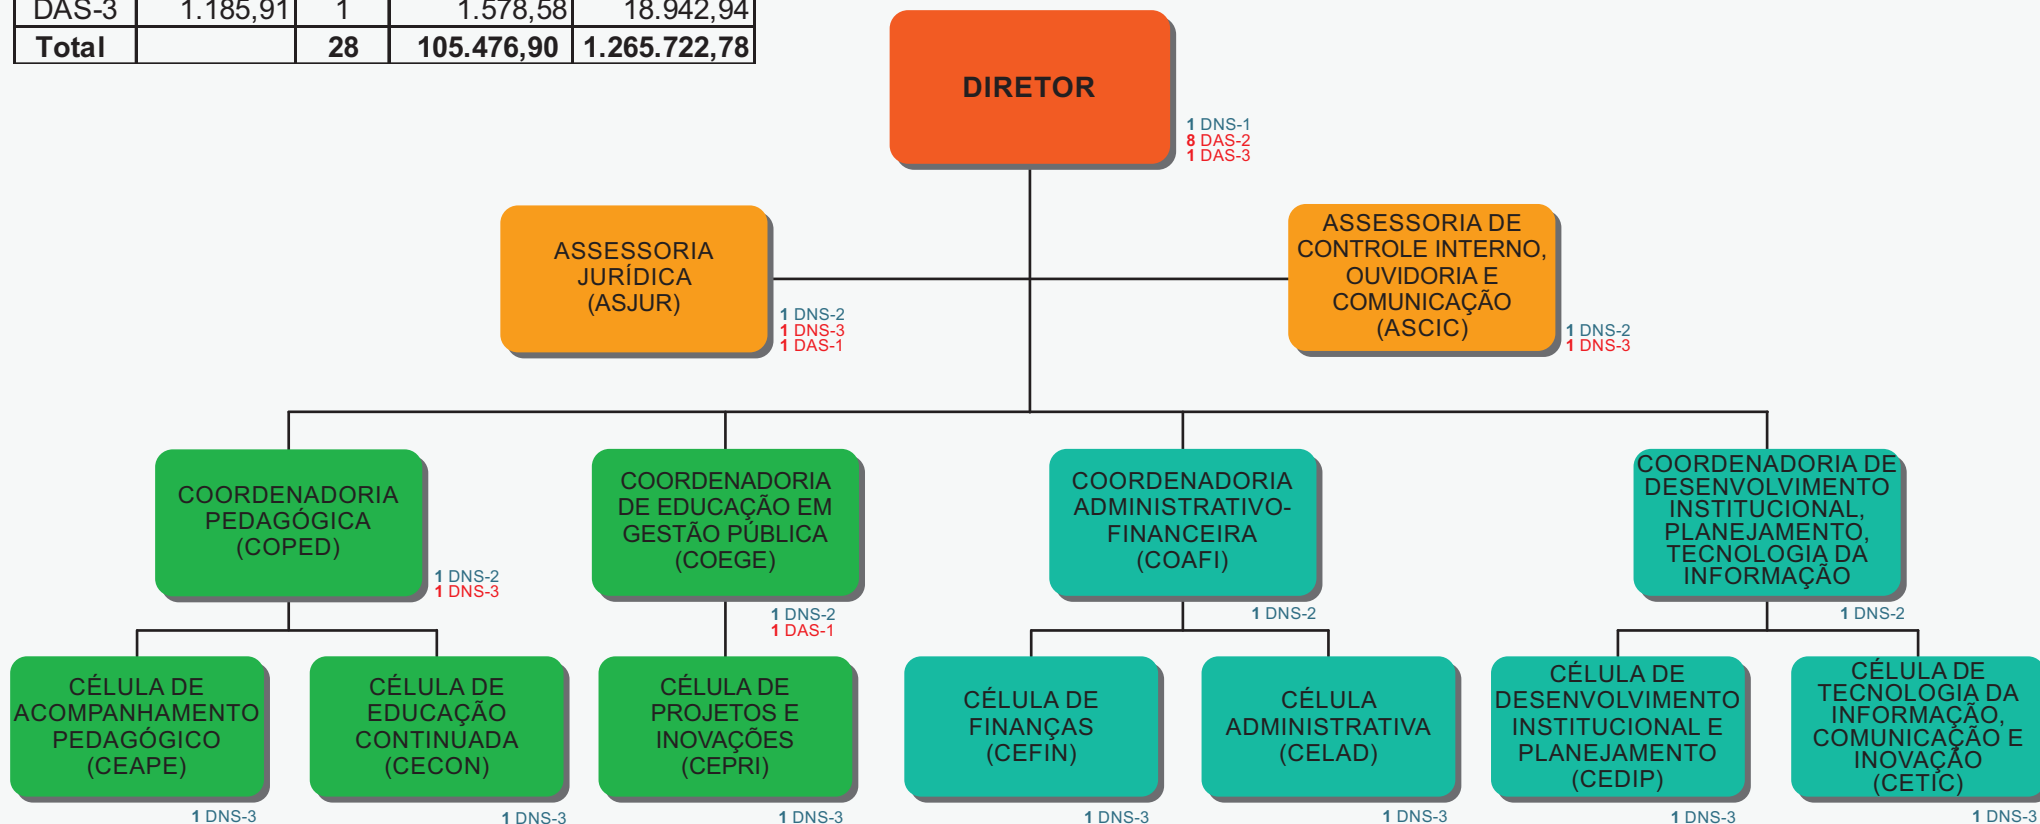 DAS-3 1.185,91 1 1.578,58 18.942,94
Total 28 105.476,90 1.265.722,78
DIRETOR
1 DNS-1
8 DAS-2
1 DAS-3
ASSESSORIA
JURÍDICA
(ASJUR)
1 DNS-2
1 DNS-3
1 DAS-1
ASSESSORIA DE
CONTROLE INTERNO,
OUVIDORIA E
COMUNICAÇÃO
(ASCIC)
1 DNS-2
1 DNS-3
COORDENADORIA
PEDAGÓGICA
(COPED)
1 DNS-2
1 DNS-3
COORDENADORIA
DE EDUCAÇÃO EM
GESTÃO PÚBLICA
(COEGE)
1 DNS-2
1 DAS-1
COORDENADORIA
ADMINISTRATIVO-
FINANCEIRA
(COAFI)
1 DNS-2
COORDENADORIA DE
DESENVOLVIMENTO
INSTITUCIONAL,
PLANEJAMENTO,
TECNOLOGIA DA
INFORMAÇÃO
1 DNS-2
CÉLULA DE
ACOMPANHAMENTO
PEDAGÓGICO
(CEAPE)
1 DNS-3
CÉLULA DE
EDUCAÇÃO
CONTINUADA
(CECON)
1 DNS-3
CÉLULA DE
PROJETOS E
INOVAÇÕES
(CEPRI)
1 DNS-3
CÉLULA DE
FINANÇAS
(CEFIN)
1 DNS-3
CÉLULA
ADMINISTRATIVA
(CELAD)
1 DNS-3
CÉLULA DE
DESENVOLVIMENTO
INSTITUCIONAL E
PLANEJAMENTO
(CEDIP)
1 DNS-3
CÉLULA DE
TECNOLOGIA DA
INFORMAÇÃO,
COMUNICAÇÃO E
INOVAÇÃO
(CETIC)
1 DNS-3